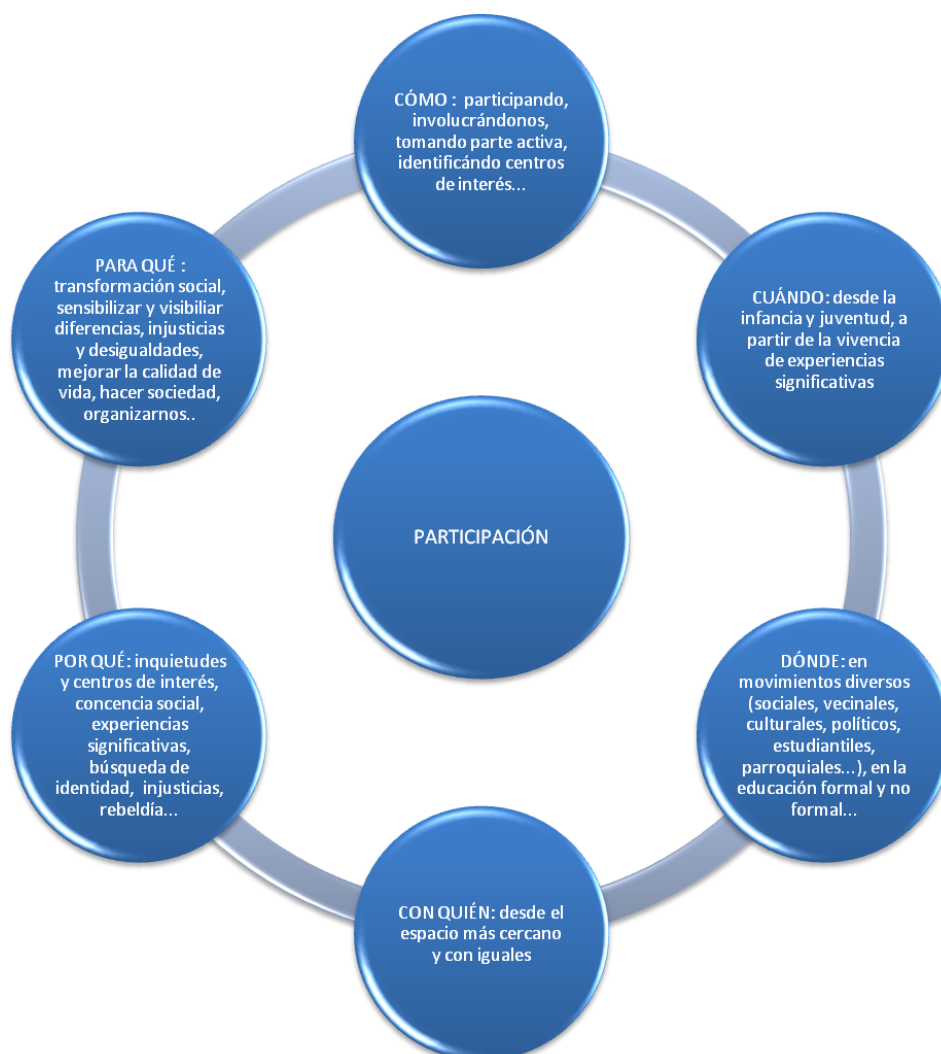 CÓMO : participando,
involucrándonos,
tomando parte activa,
identificándo centros
de interés...
CUÁNDO: desde la
infancia y juventud, a
partir de la vivencia
de experiencias
significativas
DÓNDE: en
movimientos diversos
(sociales, vecinales,
culturales, políticos,
estudiantiles,
parroquiales...), en la
educación formal y no
formal...
CON QUIÉN: desde el
espacio más cercano
y con iguales
POR QUÉ: inquietudes
y centros de interés,
concencia social,
experiencias
significativas,
búsqueda de
identidad, injusticias,
rebeldía...
PARA QUÉ :
transformación social,
sensibilizar y visibiliar
diferencias, injusticias
y desigualdades,
mejorar la calidad de
vida, hacer sociedad,
organizarnos..
PARTICIPACIÓN